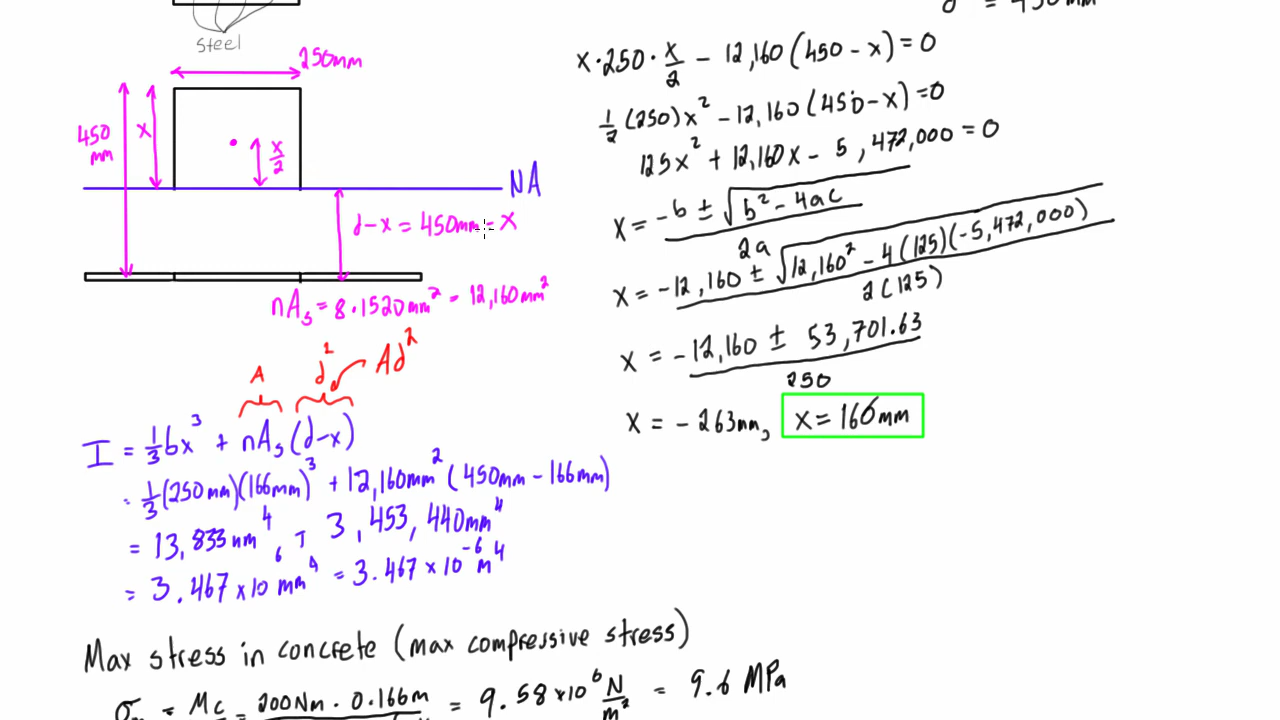 steel
250mm
450 mm
x
x/2
NA
d-x = 450mm - x
nAs = 8·1520mm² = 12,160mm²
A
d²
Ad²
I = 1/3 bx³ + nAs (d-x)
= 1/3 (250mm)(166mm)³ + 12,160mm² (450mm - 166mm)
= 13,833mm⁴ + 3,453,440mm⁴
= 3.467 x 10⁶ mm⁴ = 3.467 x 10⁻⁶ m⁴
Max stress in concrete (max compressive stress)
σm = Mc = 200Nm · 0.166m = 9.58 x 10⁶ N/m² = 9.6 MPa
= 450mm
x·250·x/2 - 12,160(450 - x) = 0
1/2 (250)x² - 12,160(450-x) = 0
125x² + 12,160x - 5,472,000 = 0
x = (-b ± √(b² - 4ac)) / 2a
x = (-12,160 ± √(12,160² - 4(125)(-5,472,000))) / 2(125)
x = (-12,160 ± 53,701.63) / 250
x = -263mm, x = 166mm